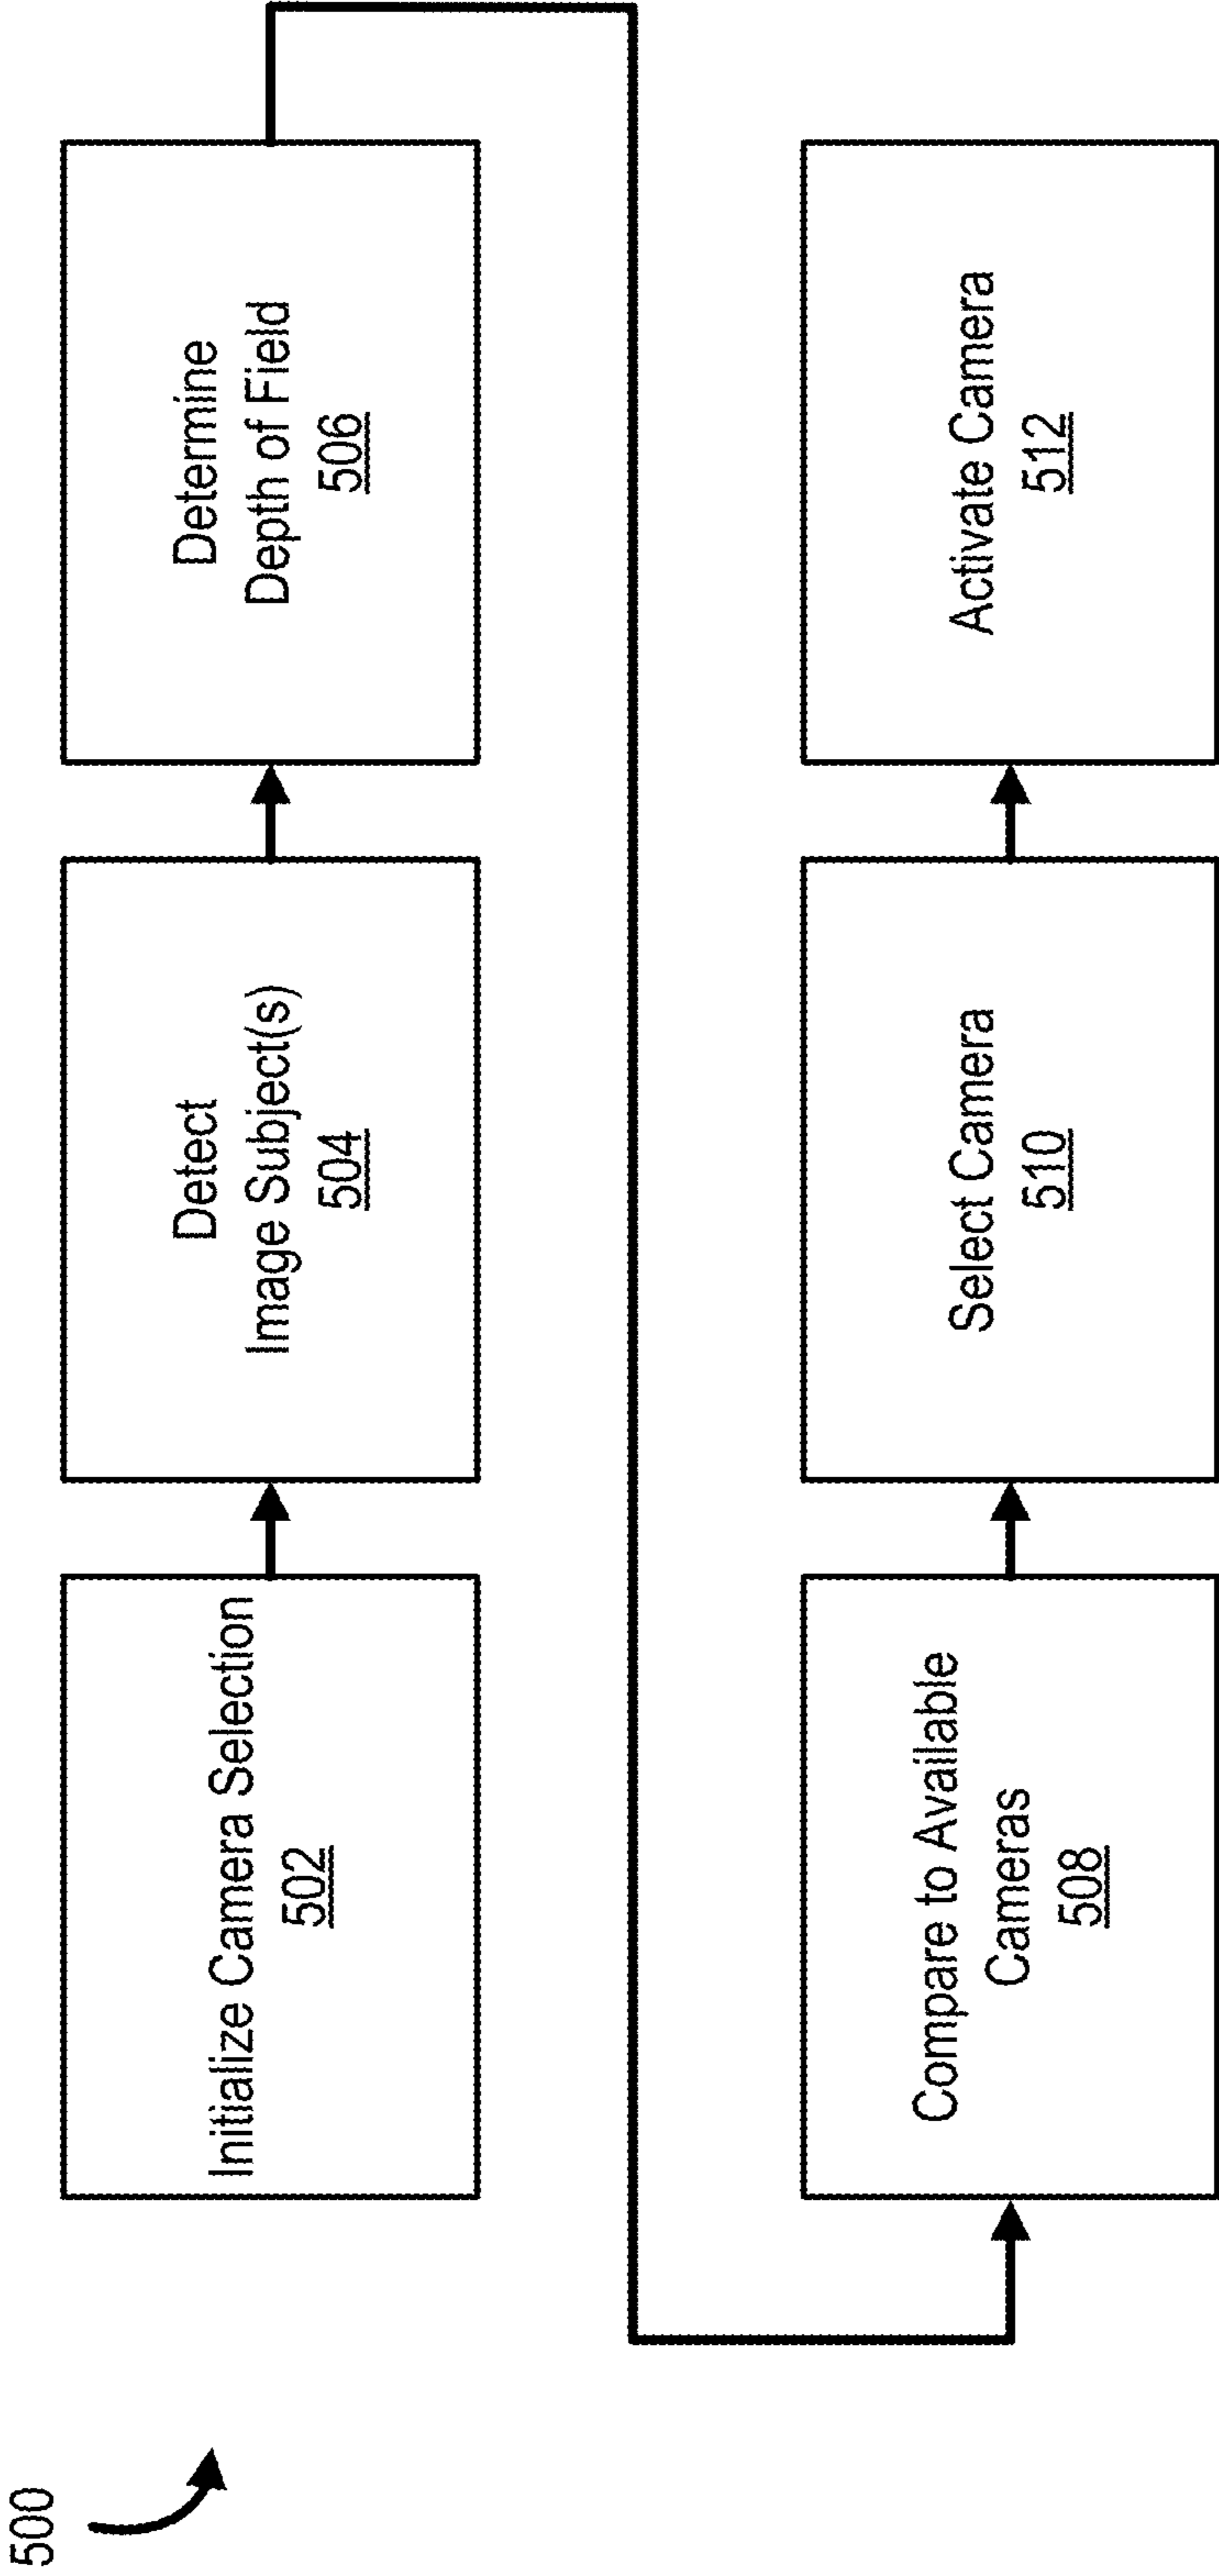 500
Initialize Camera Selection
502
Detect
Image Subject(s)
504
Determine
Depth of Field
506
Compare to Available
Cameras
508
Select Camera
510
Activate Camera
512